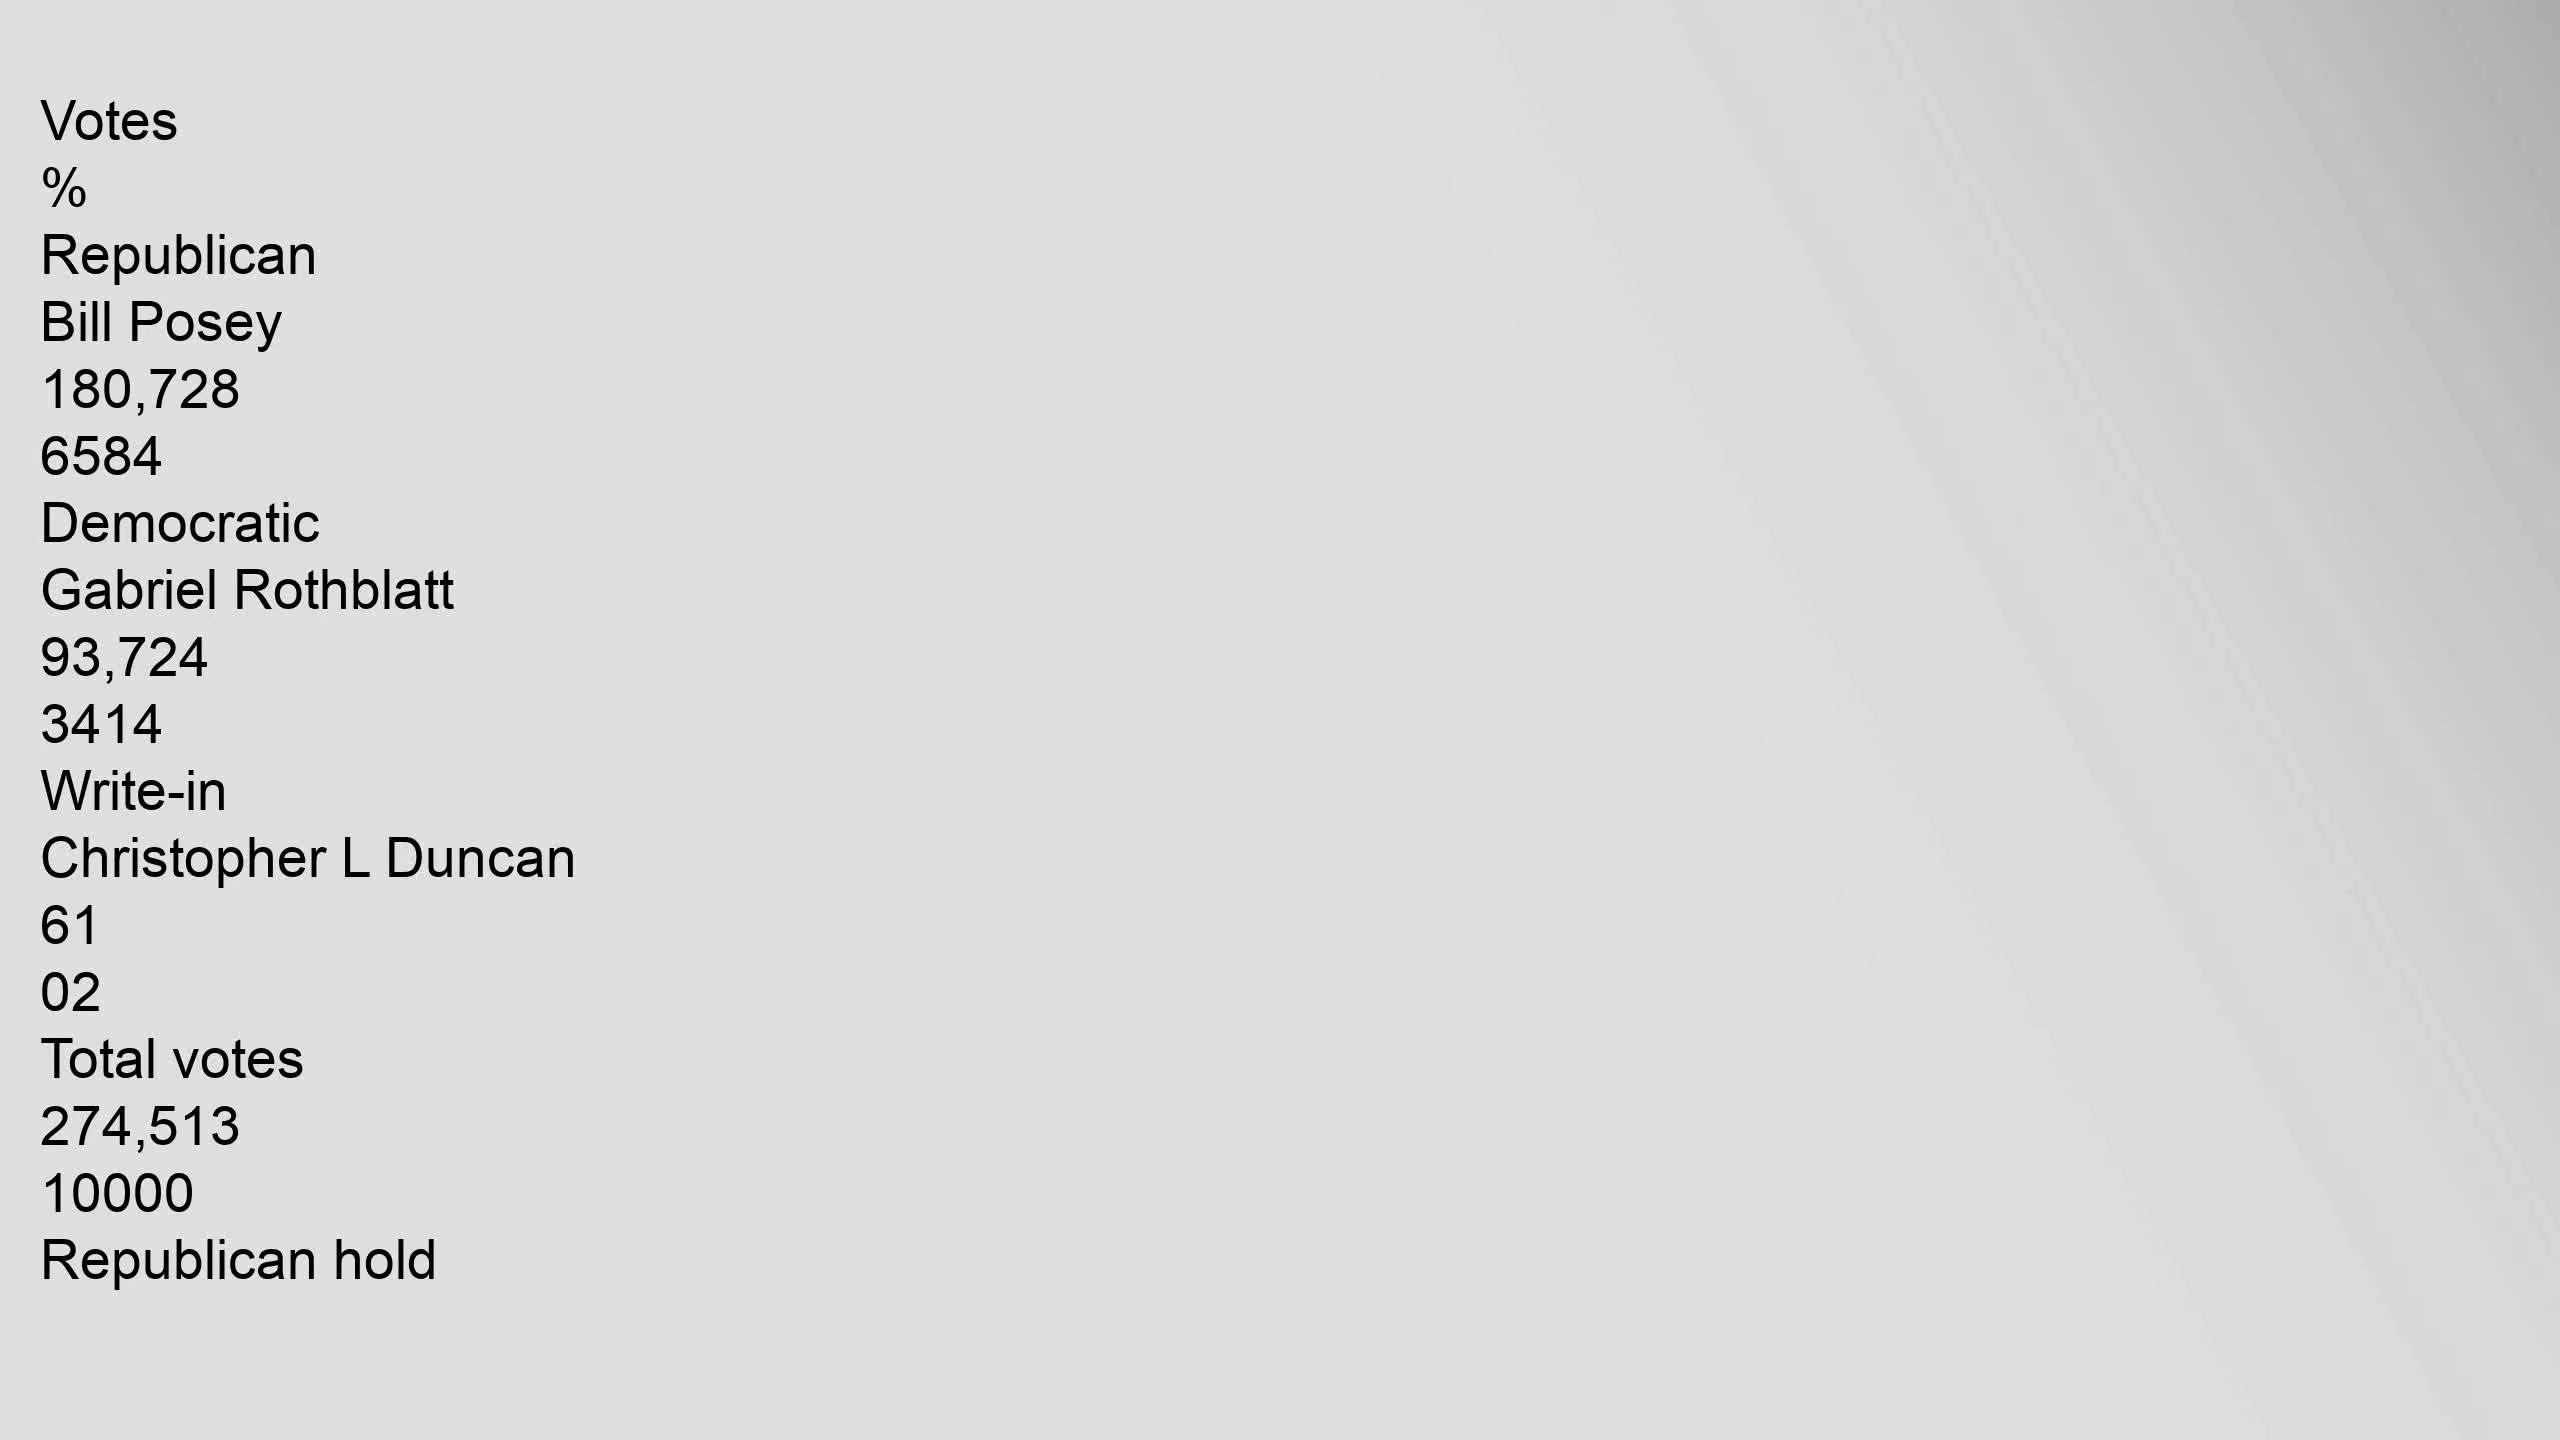 Votes
%
Republican
Bill Posey
180,728
6584
Democratic
Gabriel Rothblatt
93,724
3414
Write-in
Christopher L Duncan
61
02
Total votes
274,513
10000
Republican hold